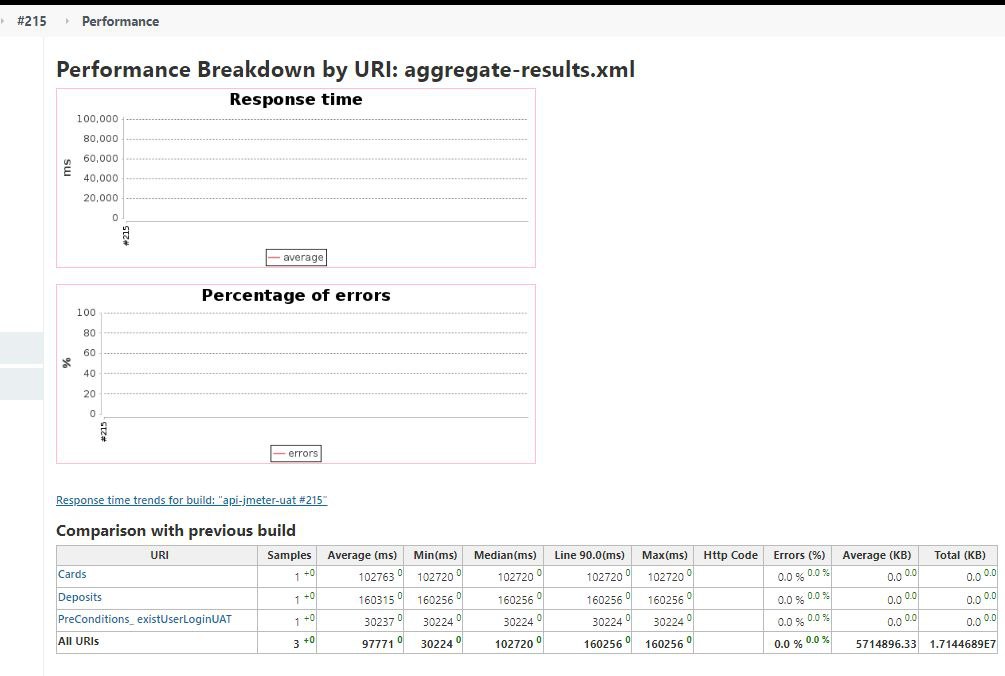 #215 Performance
Performance Breakdown by URI: aggregate-results.xml
Response time
100,000
80,000
60,000
40,000
20,000
0
ms
#215
average
Percentage of errors
100
80
60
40
20
0
%
#215
errors
Response time trends for build: "api-jmeter-uat #215"
Comparison with previous build
URI Samples Average (ms) Min(ms) Median(ms) Line 90.0(ms) Max(ms) Http Code Errors (%) Average (KB) Total (KB)
Cards 1 +0 102763 0 102720 0 102720 0 102720 0 102720 0 0.0 % 0.0 % 0.0 0.0 0.0 0.0
Deposits 1 +0 160315 0 160256 0 160256 0 160256 0 160256 0 0.0 % 0.0 % 0.0 0.0 0.0 0.0
PreConditions_ existUserLoginUAT 1 +0 30237 0 30224 0 30224 0 30224 0 30224 0 0.0 % 0.0 % 0.0 0.0 0.0 0.0
All URIs 3 +0 97771 0 30224 0 102720 0 160256 0 160256 0 0.0 % 0.0 % 5714896.33 1.7144689E7